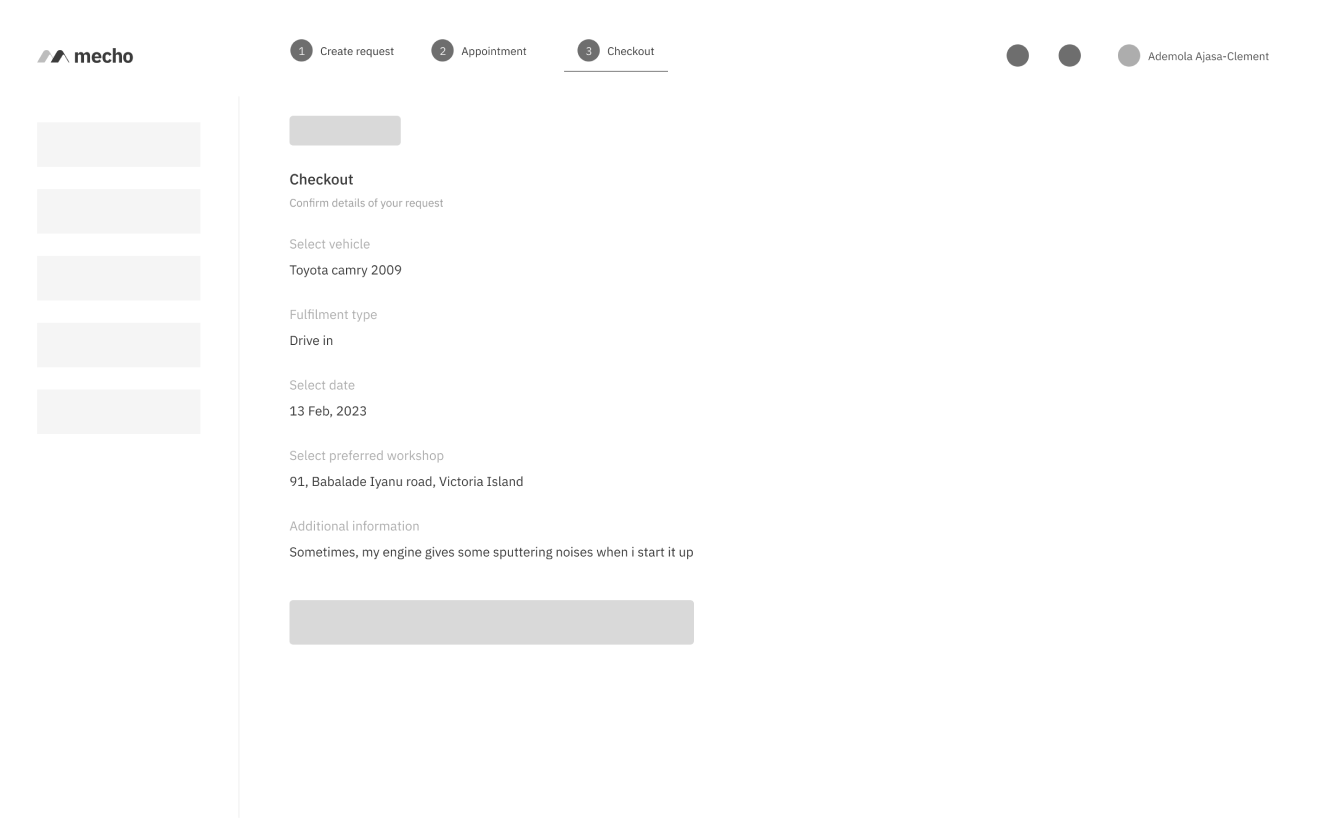 mecho
1 Create request
2 Appointment
3 Checkout
Ademola Ajasa-Clement
Checkout
Confirm details of your request
Select vehicle
Toyota camry 2009
Fulfilment type
Drive in
Select date
13 Feb, 2023
Select preferred workshop
91, Babalade Iyanu road, Victoria Island
Additional information
Sometimes, my engine gives some sputtering noises when i start it up